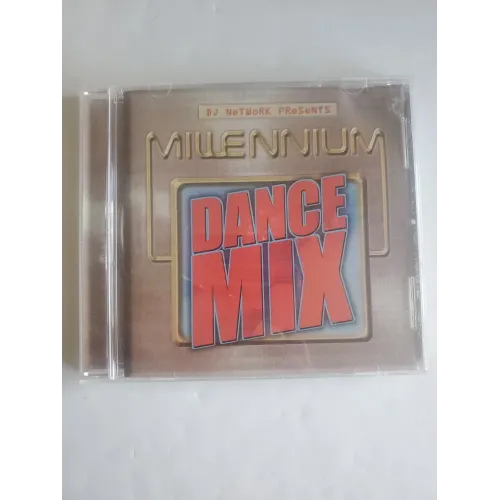 DJ NeTWoRK PReSeNTS
MILLENNIUM
DANCE
MIX